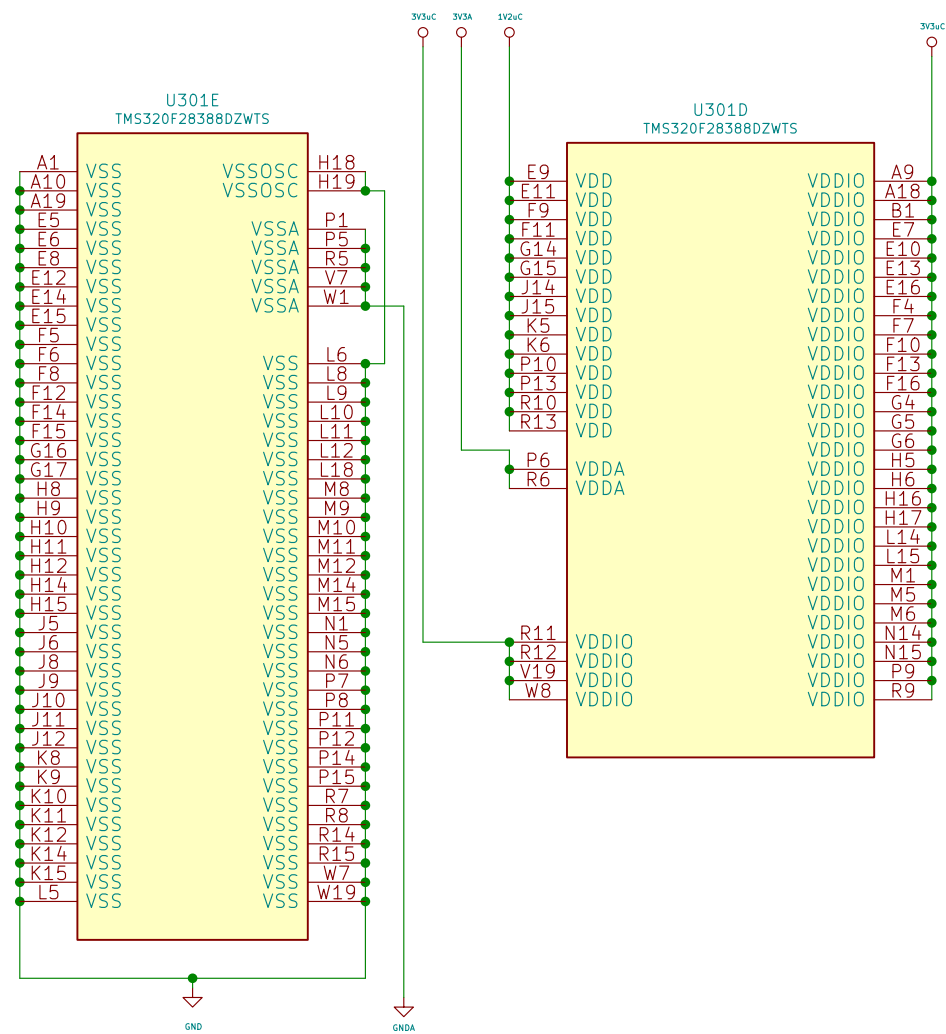 3V3uC 3V3A 1V2uC 3V3uC
U301E
TMS320F28388DZWTS
A1 VSS VSSOSC H18
A10 VSS VSSOSC H19
A19 VSS
E5 VSS VSSA P1
E6 VSS VSSA P5
E8 VSS VSSA R5
E12 VSS VSSA V7
E14 VSS VSSA W1
E15 VSS
F5 VSS
F6 VSS VSS L6
F8 VSS VSS L8
F12 VSS VSS L9
F14 VSS VSS L10
F15 VSS VSS L11
G16 VSS VSS L12
G17 VSS VSS L18
H8 VSS VSS M8
H9 VSS VSS M9
H10 VSS VSS M10
H11 VSS VSS M11
H12 VSS VSS M12
H14 VSS VSS M14
H15 VSS VSS M15
J5 VSS VSS N1
J6 VSS VSS N5
J8 VSS VSS N6
J9 VSS VSS P7
J10 VSS VSS P8
J11 VSS VSS P11
J12 VSS VSS P12
K8 VSS VSS P14
K9 VSS VSS P15
K10 VSS VSS R7
K11 VSS VSS R8
K12 VSS VSS R14
K14 VSS VSS R15
K15 VSS VSS W7
L5 VSS VSS W19
GND GNDA
U301D
TMS320F28388DZWTS
E9 VDD VDDIO A9
E11 VDD VDDIO A18
F9 VDD VDDIO B1
F11 VDD VDDIO E7
G14 VDD VDDIO E10
G15 VDD VDDIO E13
J14 VDD VDDIO E16
J15 VDD VDDIO F4
K5 VDD VDDIO F7
K6 VDD VDDIO F10
P10 VDD VDDIO F13
P13 VDD VDDIO F16
R10 VDD VDDIO G4
R13 VDD VDDIO G5
VDDIO G6
P6 VDDA VDDIO H5
R6 VDDA VDDIO H6
VDDIO H16
VDDIO H17
VDDIO L14
VDDIO L15
VDDIO M1
VDDIO M5
VDDIO M6
R11 VDDIO VDDIO N14
R12 VDDIO VDDIO N15
V19 VDDIO VDDIO P9
W8 VDDIO VDDIO R9